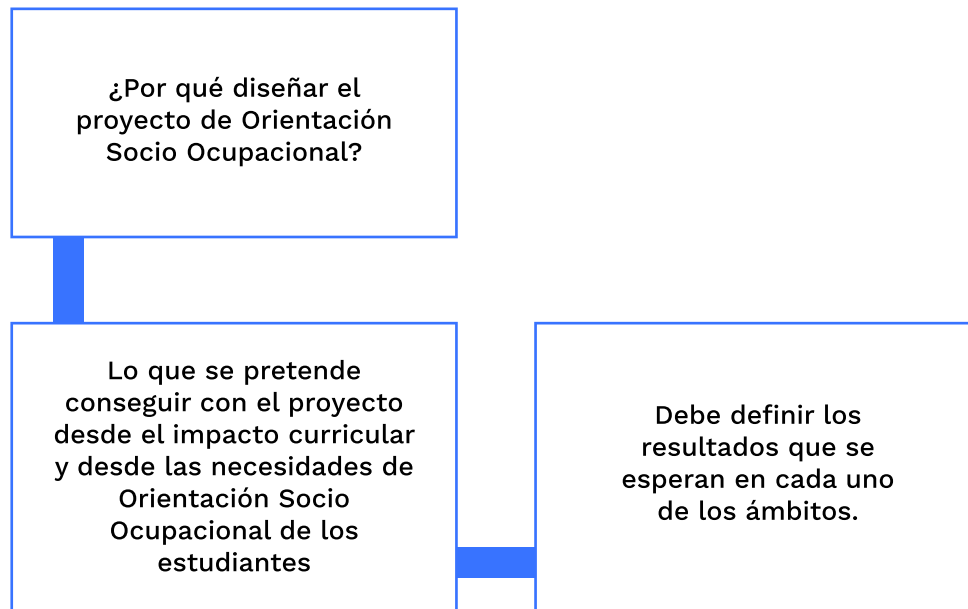 ¿Por qué diseñar el
proyecto de Orientación
Socio Ocupacional?
Lo que se pretende
conseguir con el proyecto
desde el impacto curricular
y desde las necesidades de
Orientación Socio
Ocupacional de los
estudiantes
Debe definir los
resultados que se
esperan en cada uno
de los ámbitos.